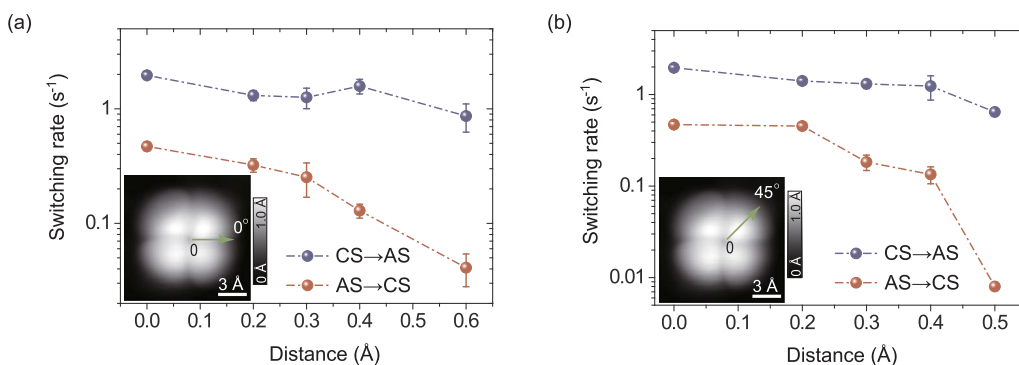 (a)
Switching rate (s⁻¹)
1
0.1
0.0 0.1 0.2 0.3 0.4 0.5 0.6
Distance (Å)
CS→AS
AS→CS
0°
0
3 Å
1.0 Å
0 Å
(b)
Switching rate (s⁻¹)
1
0.1
0.01
0.0 0.1 0.2 0.3 0.4 0.5
Distance (Å)
CS→AS
AS→CS
45°
0
3 Å
1.0 Å
0 Å